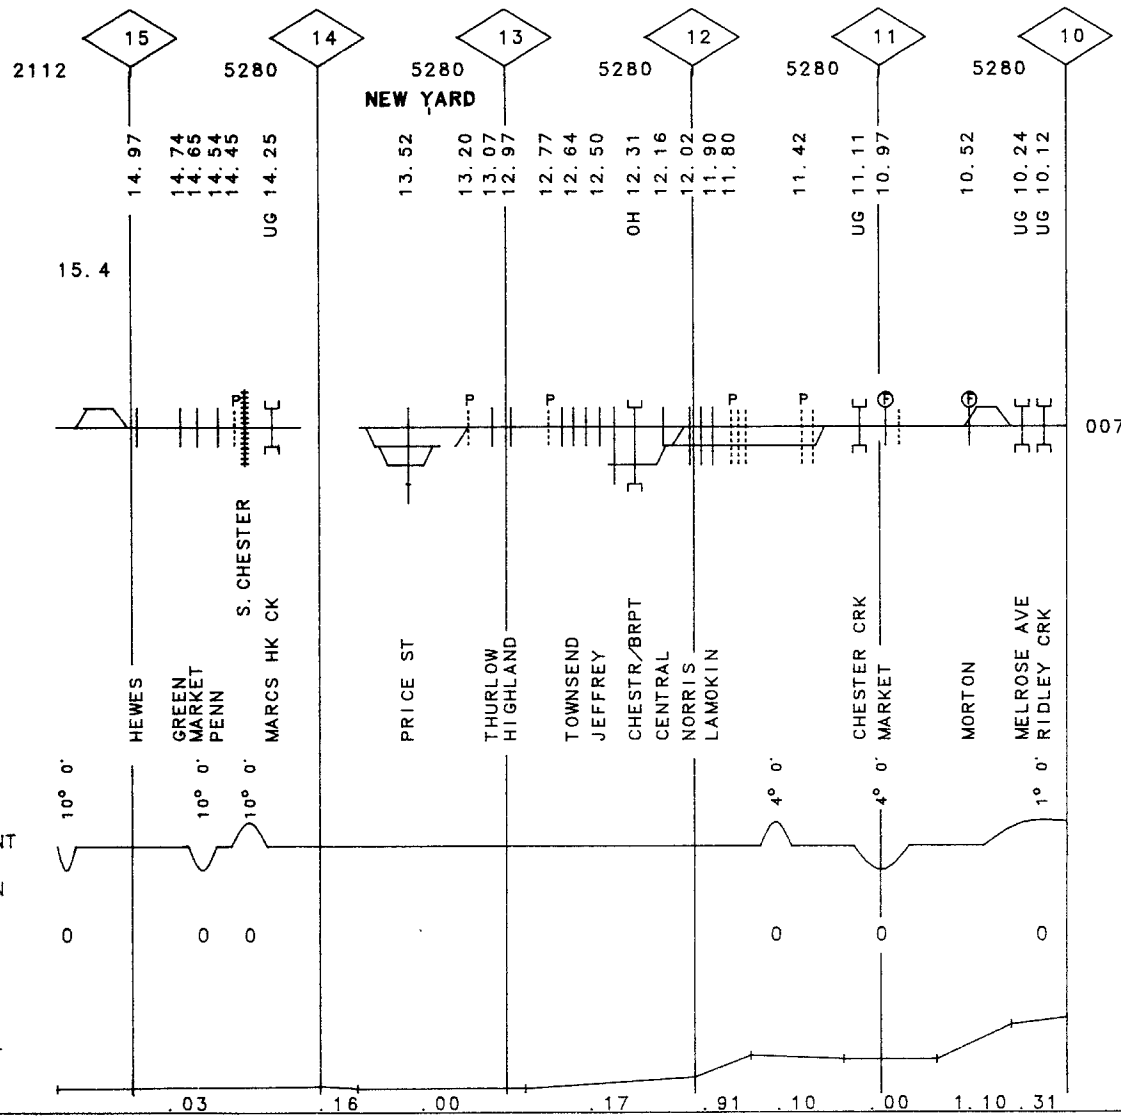 15 14 13 12 11 10
2112 5280 5280 5280 5280 5280
NEW YARD
14.97
14.74
14.65
14.54
14.45
UG 14.25
13.52
13.20
13.07
12.97
12.77
12.64
12.50
OH 12.31
12.16
12.02
11.90
11.80
11.42
UG 11.11
10.97
10.52
UG 10.24
UG 10.12
15.4
P P P P P F F
007
S. CHESTER
HEWES
GREEN
MARKET
PENN
MARCS HK CK
PRICE ST
THURLOW
HIGHLAND
TOWNSEND
JEFFREY
CHESTR/BRPT
CENTRAL
NORRIS
LAMOKIN
CHESTER CRK
MARKET
MORTON
MELROSE AVE
RIDLEY CRK
10° 0' 10° 0' 10° 0' 4° 0' 4° 0' 1° 0'
NT
N
0 0 0 0 0 0
.03 .16 .00 .17 .91 .10 .00 1.10 .31